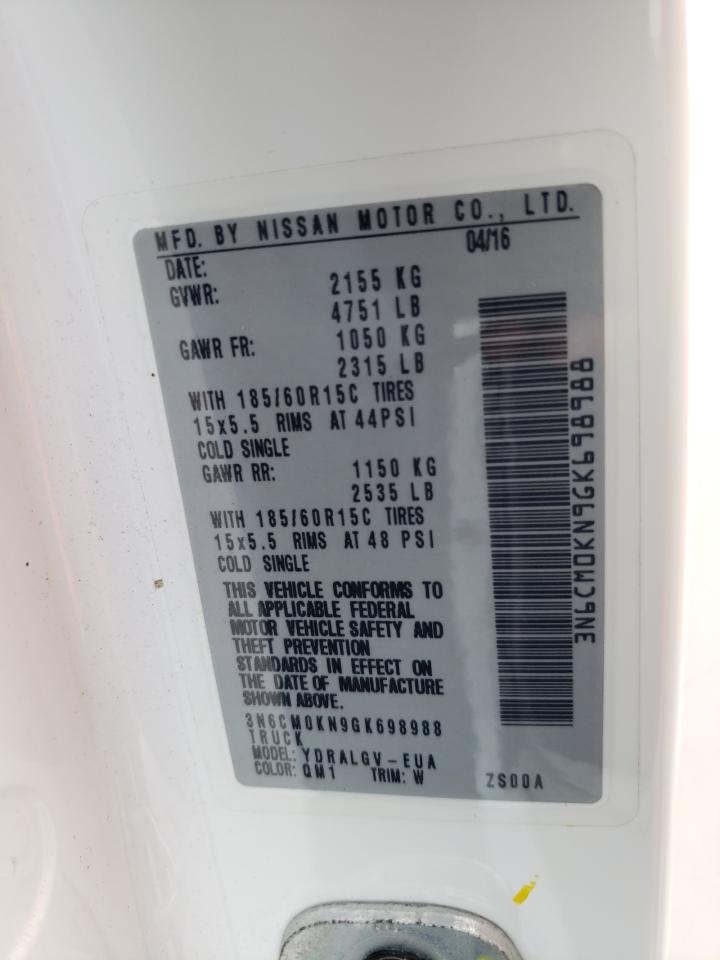 MFD. BY NISSAN MOTOR CO., LTD.
DATE: 04/16
GVWR: 2155 KG
4751 LB
GAWR FR: 1050 KG
2315 LB
WITH 185/60R15C TIRES
15x5.5 RIMS AT 44PSI
COLD SINGLE
GAWR RR: 1150 KG
2535 LB
WITH 185/60R15C TIRES
15x5.5 RIMS AT 48 PSI
COLD SINGLE
THIS VEHICLE CONFORMS TO
ALL APPLICABLE FEDERAL
MOTOR VEHICLE SAFETY AND
THEFT PREVENTION
STANDARDS IN EFFECT ON
THE DATE OF MANUFACTURE
SHOWN ABOVE.
3N6CM0KN9GK698988
TRUCK
MODEL: YDRALGV-EUA
COLOR: QM1 TRIM: W ZS00A
3N6CM0KN9GK698988